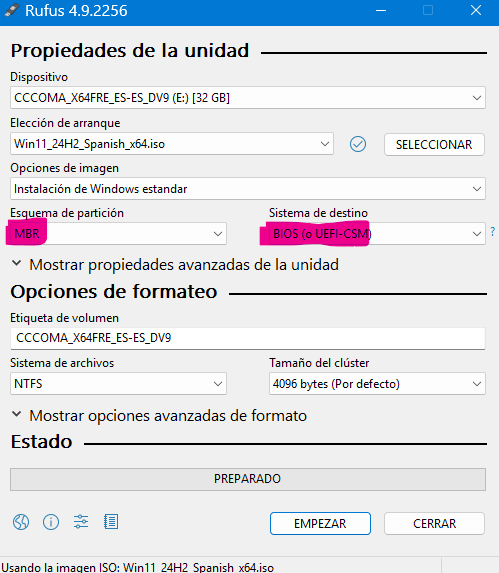 Rufus 4.9.2256
Propiedades de la unidad
Dispositivo
CCCOMA_X64FRE_ES-ES_DV9 (E:) [32 GB]
Elección de arranque
Win11_24H2_Spanish_x64.iso
SELECCIONAR
Opciones de imagen
Instalación de Windows estandar
Esquema de partición
Sistema de destino
MBR
BIOS (o UEFI-CSM)
?
Mostrar propiedades avanzadas de la unidad
Opciones de formateo
Etiqueta de volumen
CCCOMA_X64FRE_ES-ES_DV9
Sistema de archivos
Tamaño del clúster
NTFS
4096 bytes (Por defecto)
Mostrar opciones avanzadas de formato
Estado
PREPARADO
EMPEZAR
CERRAR
Usando la imagen ISO: Win11_24H2_Spanish_x64.iso